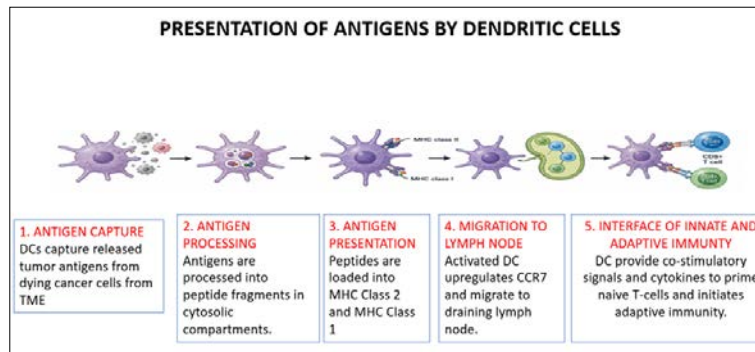 PRESENTATION OF ANTIGENS BY DENDRITIC CELLS
MHC class II
MHC class I
CD8+
T cell
1. ANTIGEN CAPTURE
DCs capture released
tumor antigens from
dying cancer cells from
TME
2. ANTIGEN
PROCESSING
Antigens are
processed into
peptide fragments in
cytosolic
compartments.
3. ANTIGEN
PRESENTATION
Peptides are
loaded into
MHC Class 2
and MHC Class
1
4. MIGRATION TO
LYMPH NODE
Activated DC
upregulates CCR7
and migrate to
draining lymph
node.
5. INTERFACE OF INNATE AND
ADAPTIVE IMMUNITY
DC provide co-stimulatory
signals and cytokines to prime
naive T-cells and initiates
adaptive immunity.